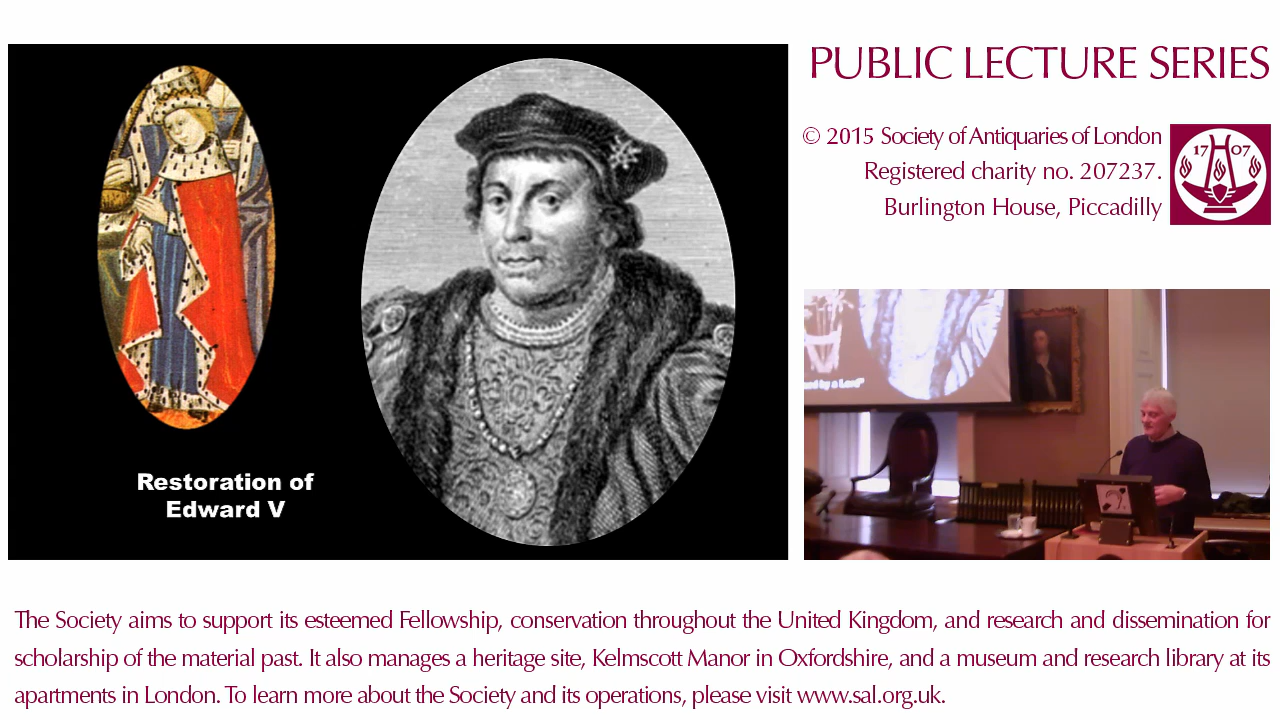 PUBLIC LECTURE SERIES
© 2015 Society of Antiquaries of London
Registered charity no. 207237.
Burlington House, Piccadilly
1707
Restoration of
Edward V
by a Lord"
The Society aims to support its esteemed Fellowship, conservation throughout the United Kingdom, and research and dissemination for
scholarship of the material past. It also manages a heritage site, Kelmscott Manor in Oxfordshire, and a museum and research library at its
apartments in London. To learn more about the Society and its operations, please visit www.sal.org.uk.